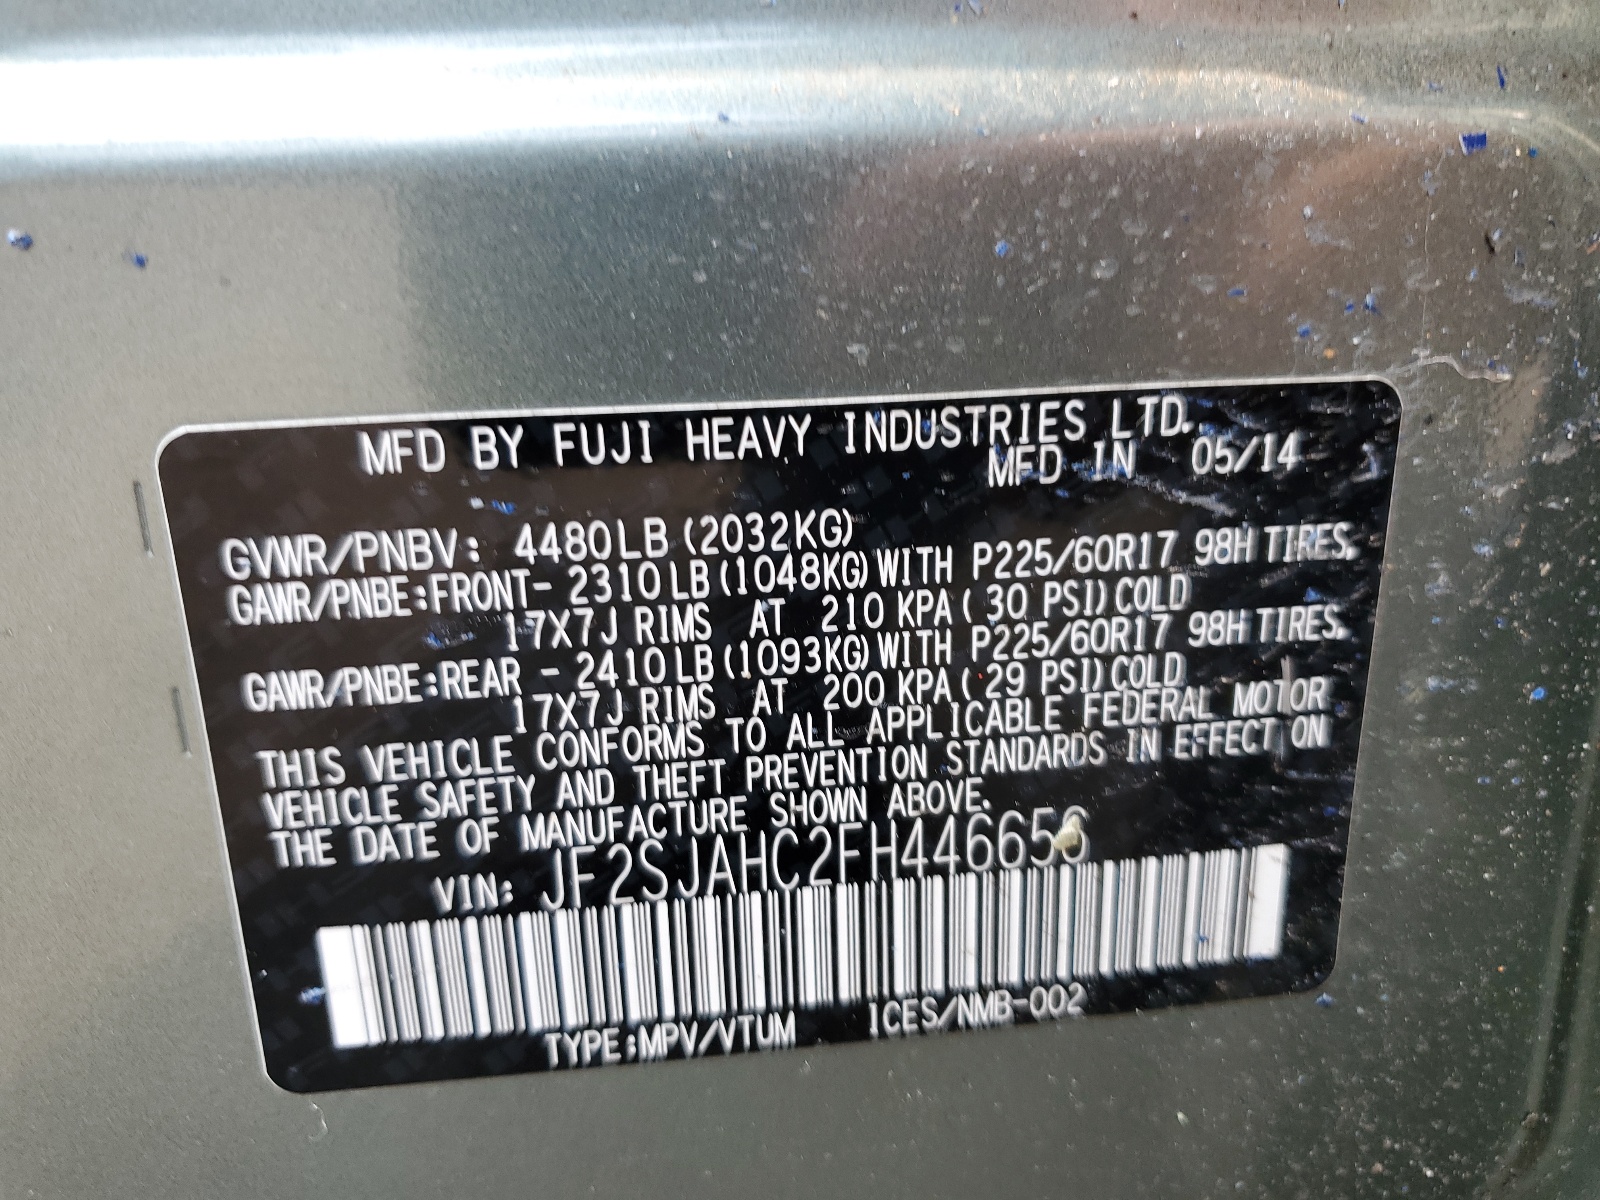 MFD BY FUJI HEAVY INDUSTRIES LTD.
MFD IN 05/14
GVWR/PNBV: 4480LB (2032KG)
GAWR/PNBE:FRONT- 2310LB (1048KG) WITH P225/60R17 98H TIRES.
17X7J RIMS AT 210 KPA ( 30 PSI) COLD
GAWR/PNBE:REAR - 2410LB (1093KG) WITH P225/60R17 98H TIRES.
17X7J RIMS AT 200 KPA ( 29 PSI) COLD
THIS VEHICLE CONFORMS TO ALL APPLICABLE FEDERAL MOTOR
VEHICLE SAFETY AND THEFT PREVENTION STANDARDS IN EFFECT ON
THE DATE OF MANUFACTURE SHOWN ABOVE.
VIN: JF2SJAHC2FH446656
TYPE:MPV/VTUM ICES/NMB-002